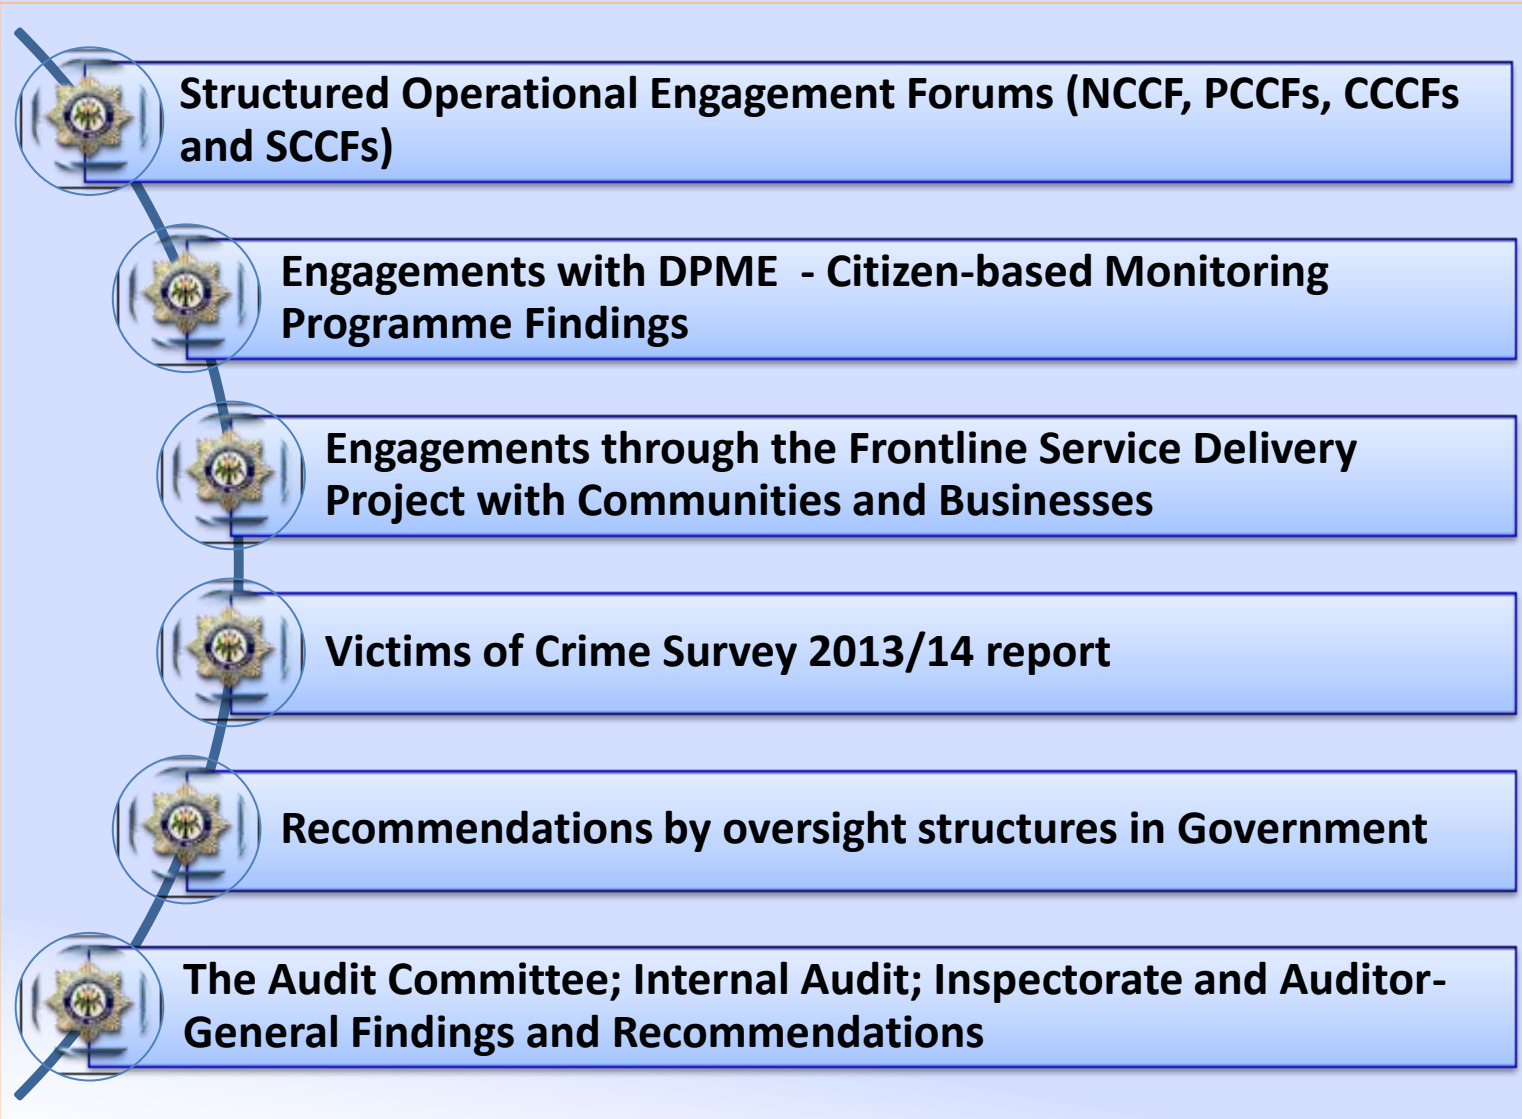 Structured Operational Engagement Forums (NCCF, PCCFs, CCCFs
and SCCFs)
Engagements with DPME  - Citizen-based Monitoring
Programme Findings
Engagements through the Frontline Service Delivery
Project with Communities and Businesses
Victims of Crime Survey 2013/14 report
Recommendations by oversight structures in Government
The Audit Committee; Internal Audit; Inspectorate and Auditor-
General Findings and Recommendations